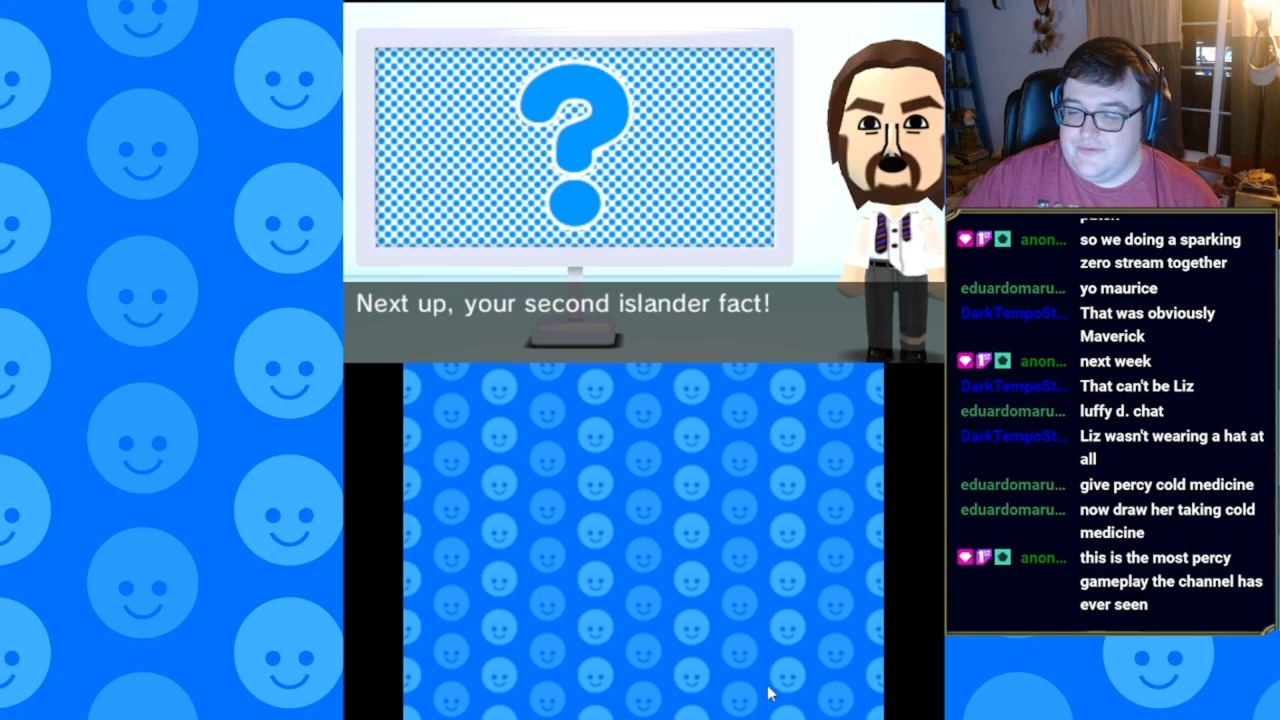 Next up, your second islander fact!
anon... so we doing a sparking
zero stream together
eduardomaru... yo maurice
DarkTempoSt... That was obviously
Maverick
anon... next week
DarkTempoSt... That can't be Liz
eduardomaru... luffy d. chat
DarkTempoSt... Liz wasn't wearing a hat at
all
eduardomaru... give percy cold medicine
eduardomaru... now draw her taking cold
medicine
anon... this is the most percy
gameplay the channel has
ever seen